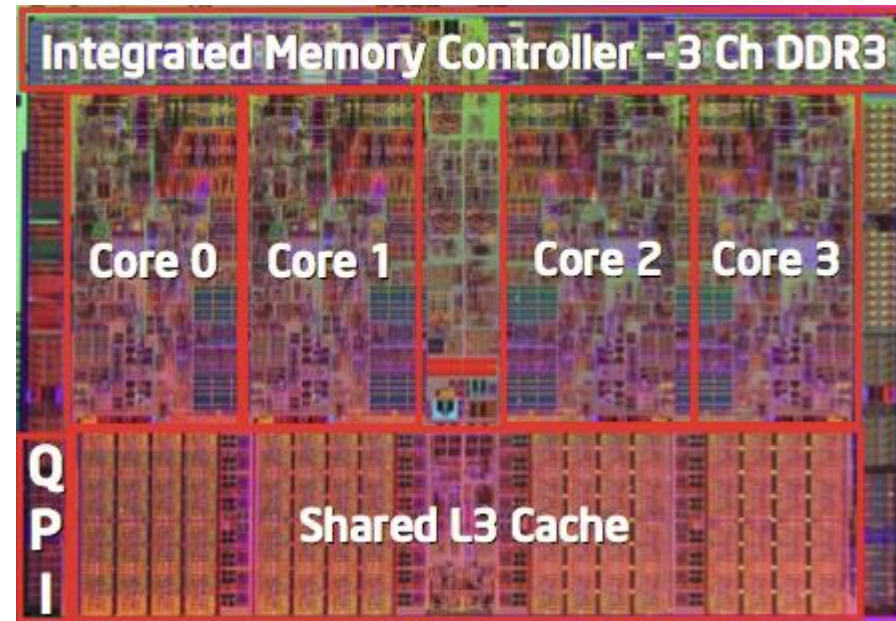 Integrated Memory Controller - 3 Ch DDR3
Core 0
Core 1
Core 2
Core 3
Q
P
I
Shared L3 Cache